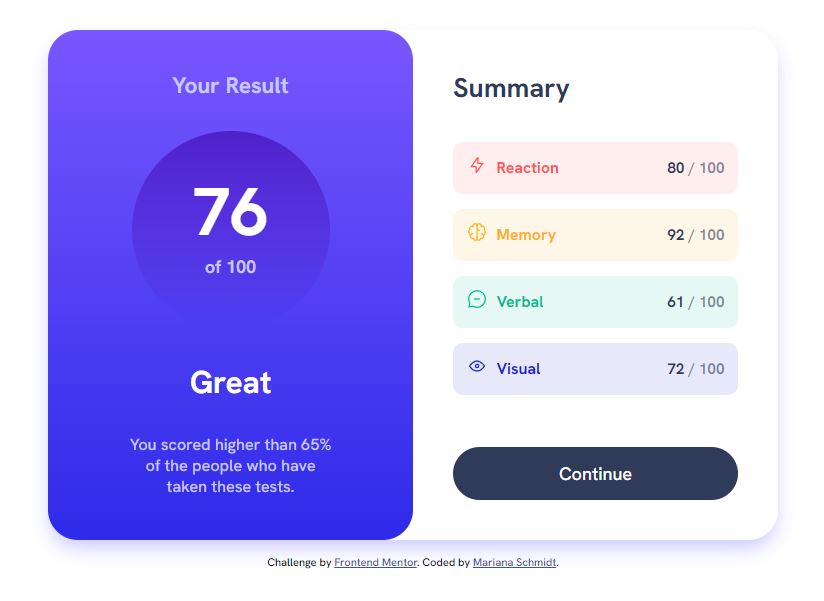 Your Result
76
of 100
Great
You scored higher than 65%
of the people who have
taken these tests.
Summary
Reaction 80 / 100
Memory 92 / 100
Verbal 61 / 100
Visual 72 / 100
Continue
Challenge by Frontend Mentor. Coded by Mariana Schmidt.